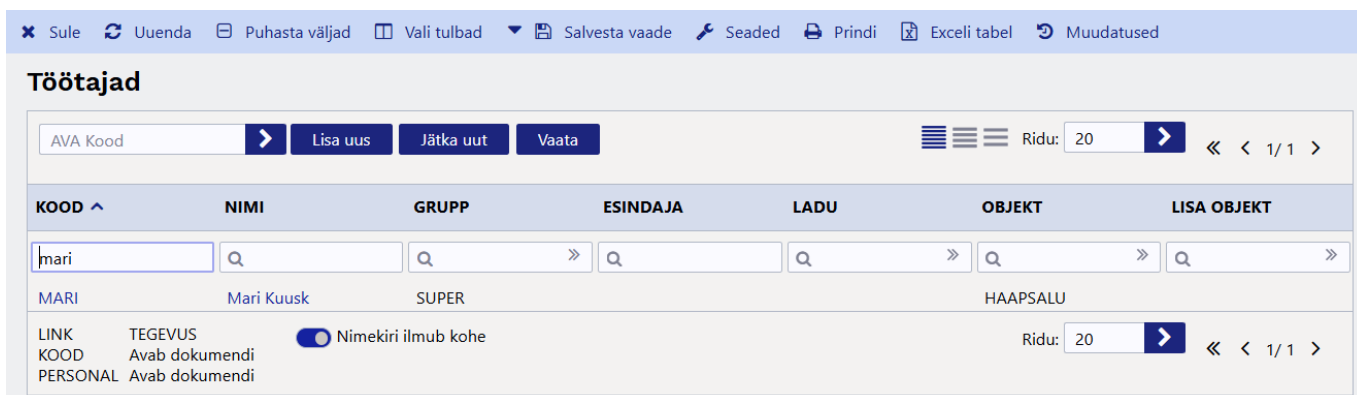 Sule Uuenda Puhasta väljad Vali tulbad Salvesta vaade Seaded Prindi Exceli tabel Muudatused
Töötajad
AVA Kood Lisa uus Jätka uut Vaata Ridu: 20 « < 1/ 1 >
KOOD NIMI GRUPP ESINDAJA LADU OBJEKT LISA OBJEKT
mari
MARI Mari Kuusk SUPER HAAPSALU
LINK TEGEVUS Nimekiri ilmub kohe Ridu: 20 « < 1/ 1 >
KOOD Avab dokumendi
PERSONAL Avab dokumendi